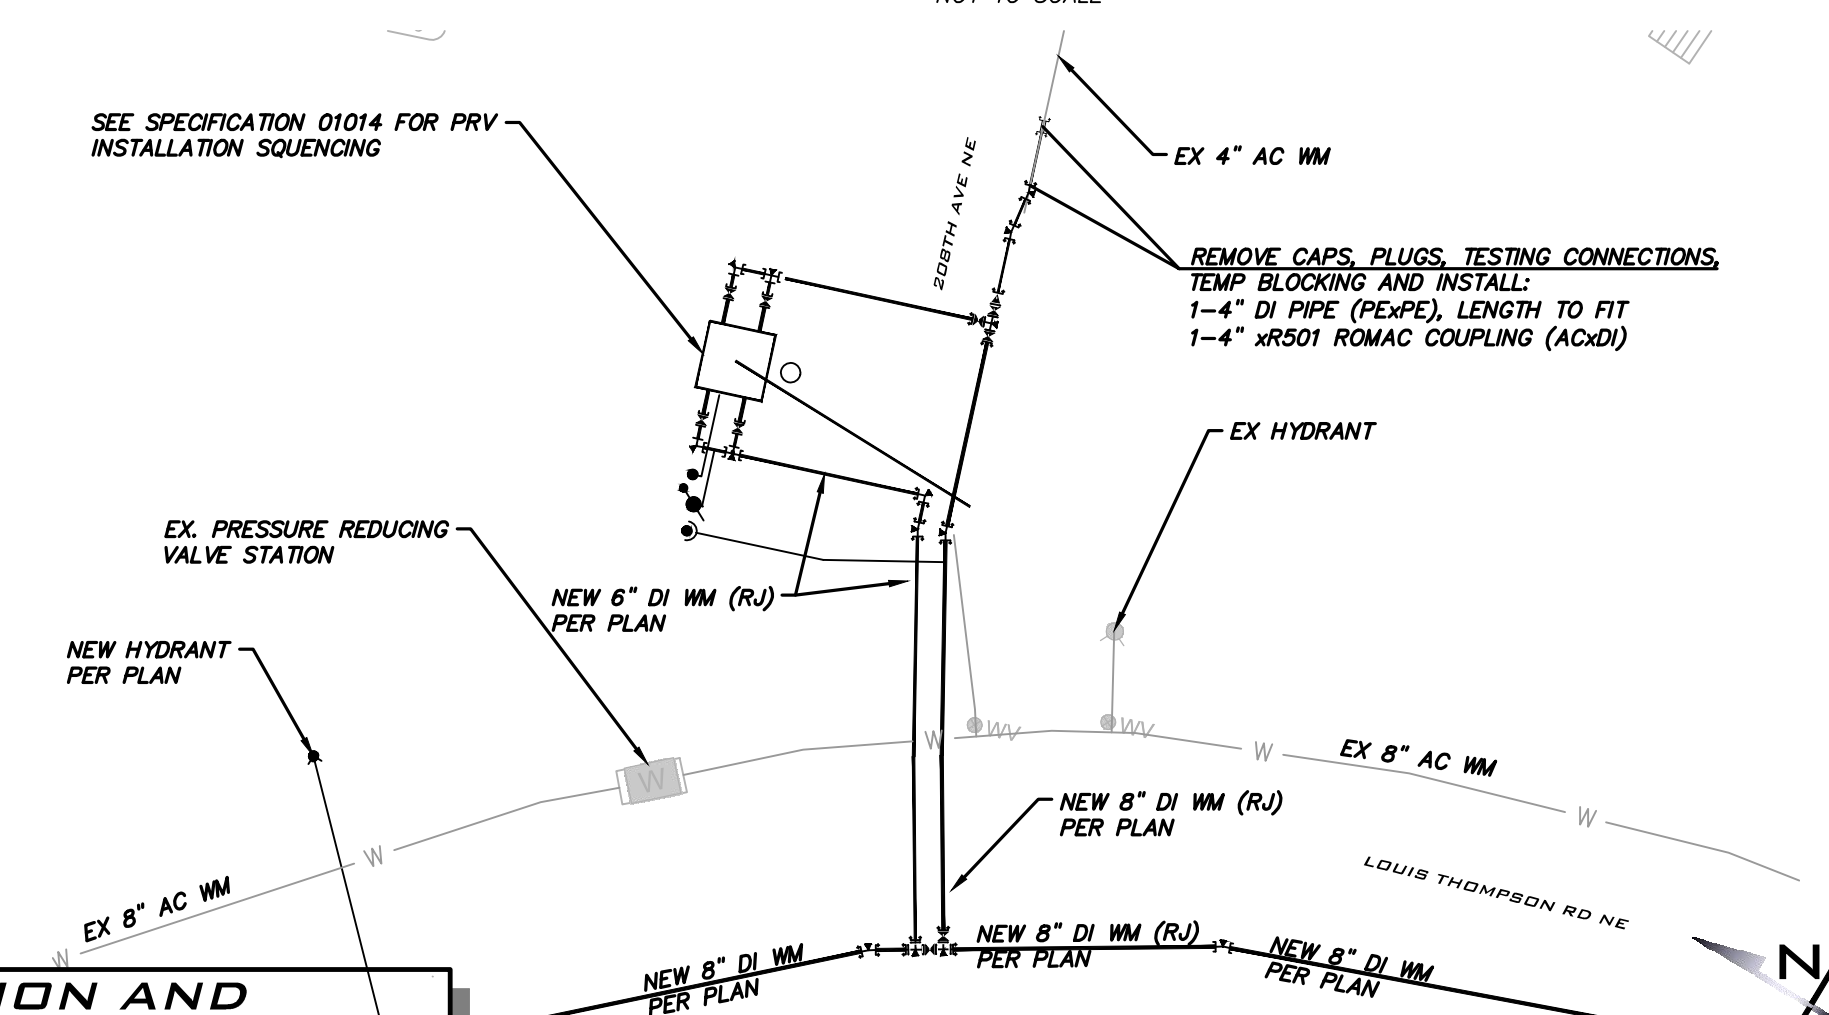 NOT TO SCALE
SEE SPECIFICATION 01014 FOR PRV
INSTALLATION SQUENCING
208TH AVE NE
EX 4" AC WM
REMOVE CAPS, PLUGS, TESTING CONNECTIONS,
TEMP BLOCKING AND INSTALL:
1-4" DI PIPE (PExPE), LENGTH TO FIT
1-4" xR501 ROMAC COUPLING (ACxDI)
EX HYDRANT
EX. PRESSURE REDUCING
VALVE STATION
NEW 6" DI WM (RJ)
PER PLAN
NEW HYDRANT
PER PLAN
W
WV
WV
W
EX 8" AC WM
W
W
NEW 8" DI WM (RJ)
PER PLAN
W
EX 8" AC WM
W
LOUIS THOMPSON RD NE
NEW 8" DI WM
PER PLAN
NEW 8" DI WM (RJ)
PER PLAN
NEW 8" DI WM
PER PLAN
N
ION AND